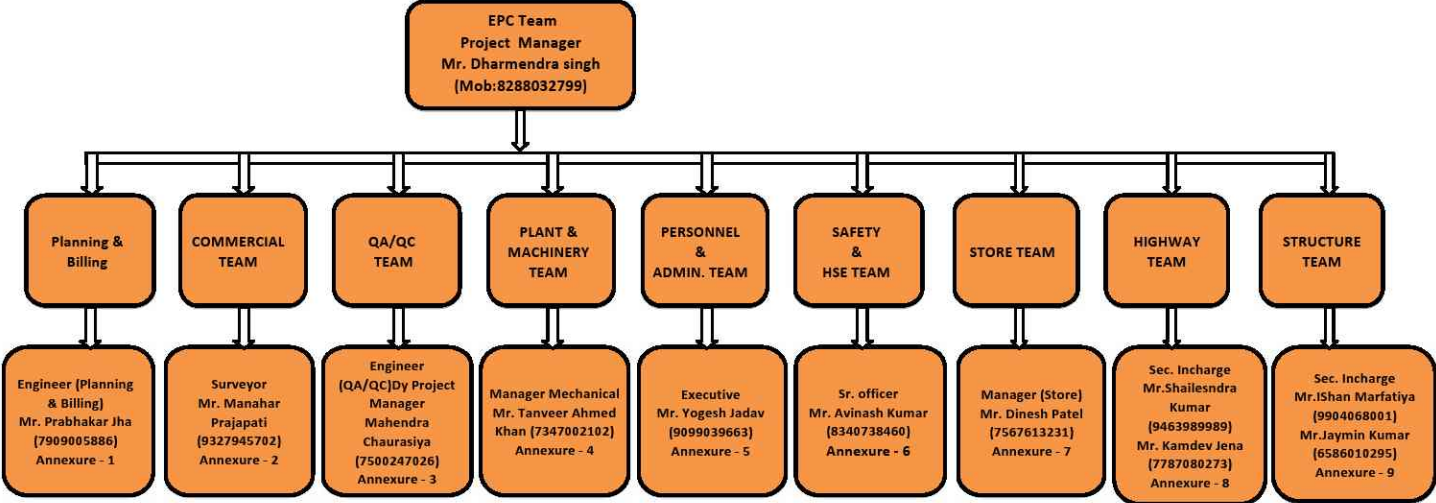 EPC Team
Project Manager
Mr. Dharmendra singh
(Mob:8288032799)
Planning &
Billing
COMMERCIAL
TEAM
QA/QC
TEAM
PLANT &
MACHINERY
TEAM
PERSONNEL
&
ADMIN. TEAM
SAFETY
&
HSE TEAM
STORE TEAM
HIGHWAY
TEAM
STRUCTURE
TEAM
Engineer (Planning
& Billing)
Mr. Prabhakar Jha
(7909005886)
Annexure - 1
Surveyor
Mr. Manahar
Prajapati
(9327945702)
Annexure - 2
Engineer
(QA/QC)Dy Project
Manager
Mahendra
Chaurasiya
(7500247026)
Annexure - 3
Manager Mechanical
Mr. Tanveer Ahmed
Khan (7347002102)
Annexure - 4
Executive
Mr. Yogesh Jadav
(9099039663)
Annexure - 5
Sr. officer
Mr. Avinash Kumar
(8340738460)
Annexure - 6
Manager (Store)
Mr. Dinesh Patel
(7567613231)
Annexure - 7
Sec. Incharge
Mr.Shailesndra
Kumar
(9463989989)
Mr. Kamdev Jena
(7787080273)
Annexure - 8
Sec. Incharge
Mr.IShan Marfatiya
(9904068001)
Mr.Jaymin Kumar
(6586010295)
Annexure - 9